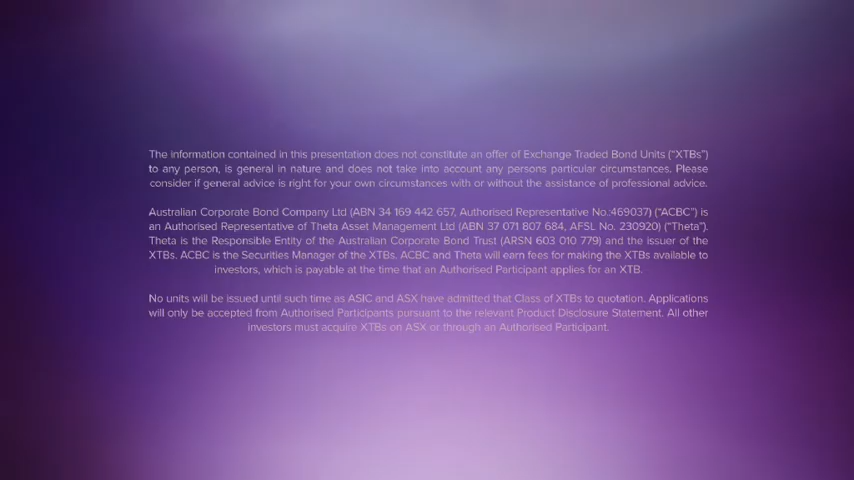 The information contained in this presentation does not constitute an offer of Exchange Traded Bond Units (“XTBs”)
to any person, is general in nature and does not take into account any persons particular circumstances. Please
consider if general advice is right for your own circumstances with or without the assistance of professional advice.
Australian Corporate Bond Company Ltd (ABN 34 169 442 657, Authorised Representative No.:469037) (“ACBC”) is
an Authorised Representative of Theta Asset Management Ltd (ABN 37 071 807 684, AFSL No. 230920) (“Theta”).
Theta is the Responsible Entity of the Australian Corporate Bond Trust (ARSN 603 010 779) and the issuer of the
XTBs. ACBC is the Securities Manager of the XTBs. ACBC and Theta will earn fees for making the XTBs available to
investors, which is payable at the time that an Authorised Participant applies for an XTB.
No units will be issued until such time as ASIC and ASX have admitted that Class of XTBs to quotation. Applications
will only be accepted from Authorised Participants pursuant to the relevant Product Disclosure Statement. All other
investors must acquire XTBs on ASX or through an Authorised Participant.